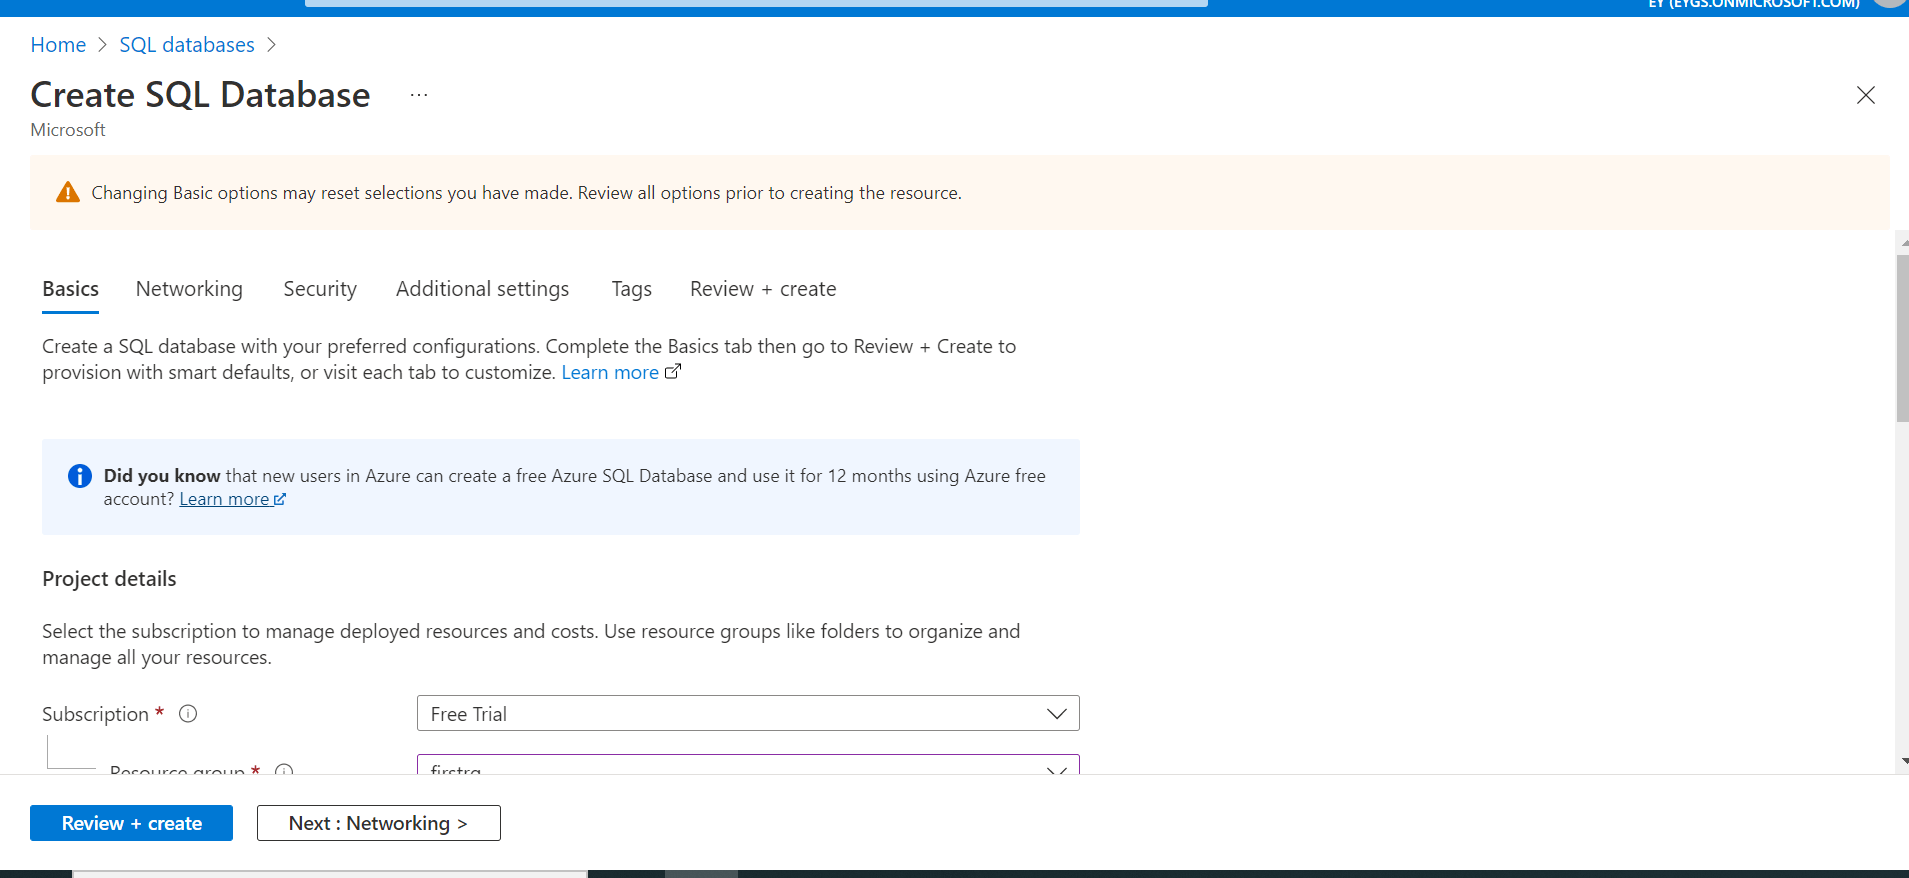 EY (EYGS.ONMICROSOFT.COM)
Home > SQL databases >
Create SQL Database ...
Microsoft
Changing Basic options may reset selections you have made. Review all options prior to creating the resource.
Basics Networking Security Additional settings Tags Review + create
Create a SQL database with your preferred configurations. Complete the Basics tab then go to Review + Create to
provision with smart defaults, or visit each tab to customize. Learn more
Did you know that new users in Azure can create a free Azure SQL Database and use it for 12 months using Azure free
account? Learn more
Project details
Select the subscription to manage deployed resources and costs. Use resource groups like folders to organize and
manage all your resources.
Subscription * Free Trial
Resource group * firstrg
Review + create Next : Networking >